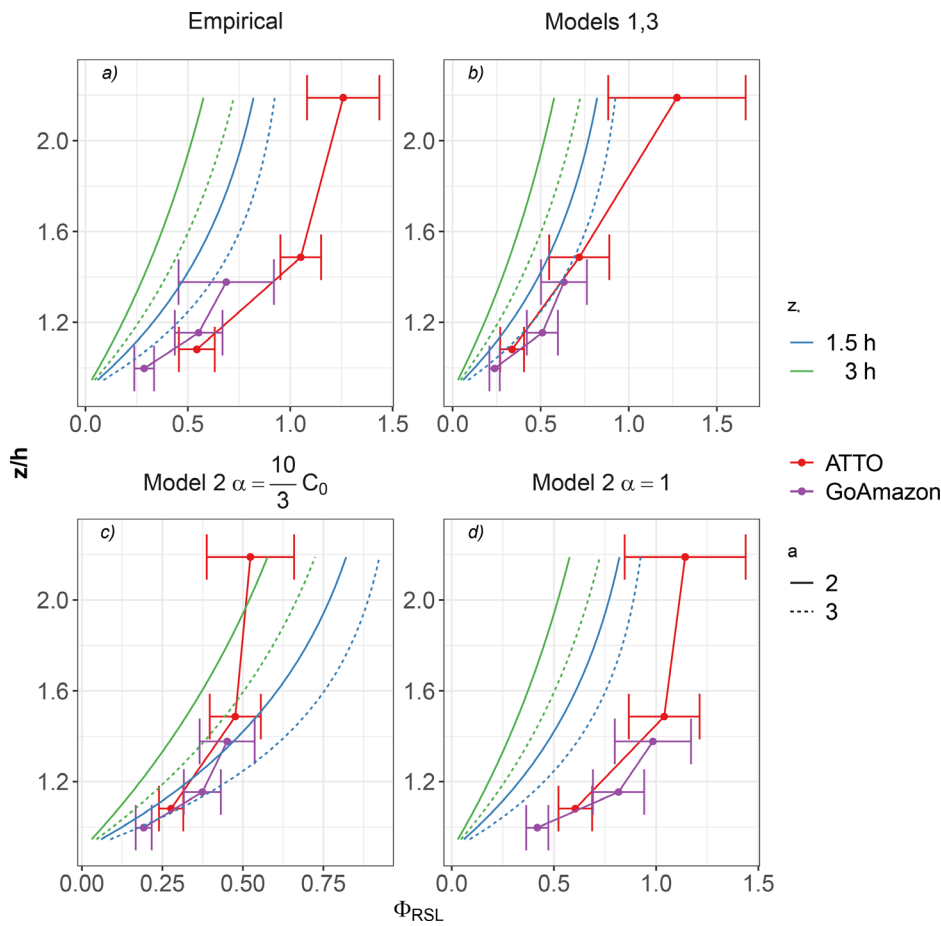 Empirical
Models 1,3
a)
b)
2.0
1.6
1.2
2.0
1.6
1.2
0.0
0.5
1.0
1.5
0.0
0.5
1.0
1.5
z/h
Model 2 α = 10/3 C₀
Model 2 α = 1
c)
d)
2.0
1.6
1.2
2.0
1.6
1.2
0.00
0.25
0.50
0.75
0.0
0.5
1.0
1.5
Φ_RSL
z*
1.5 h
3 h
ATTO
GoAmazon
a
2
3